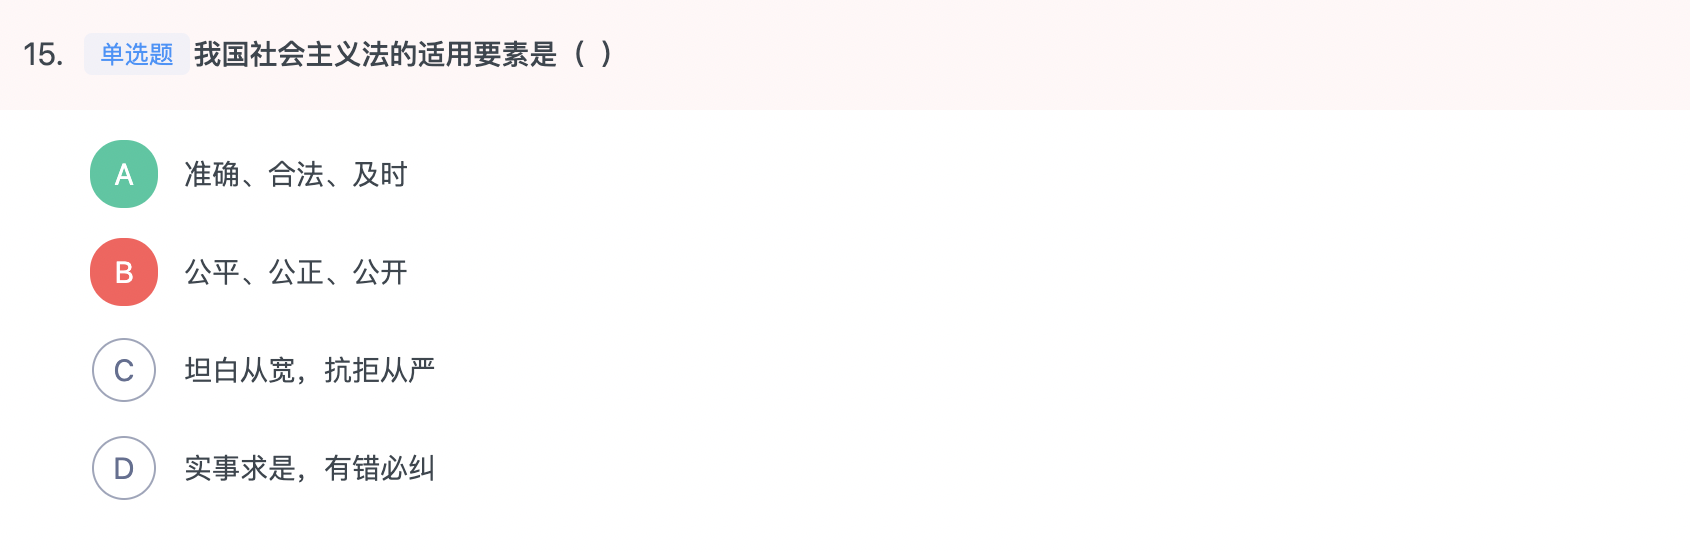 15. 单选题 我国社会主义法的适用要素是（ ）
A 准确、合法、及时
B 公平、公正、公开
C 坦白从宽，抗拒从严
D 实事求是，有错必纠